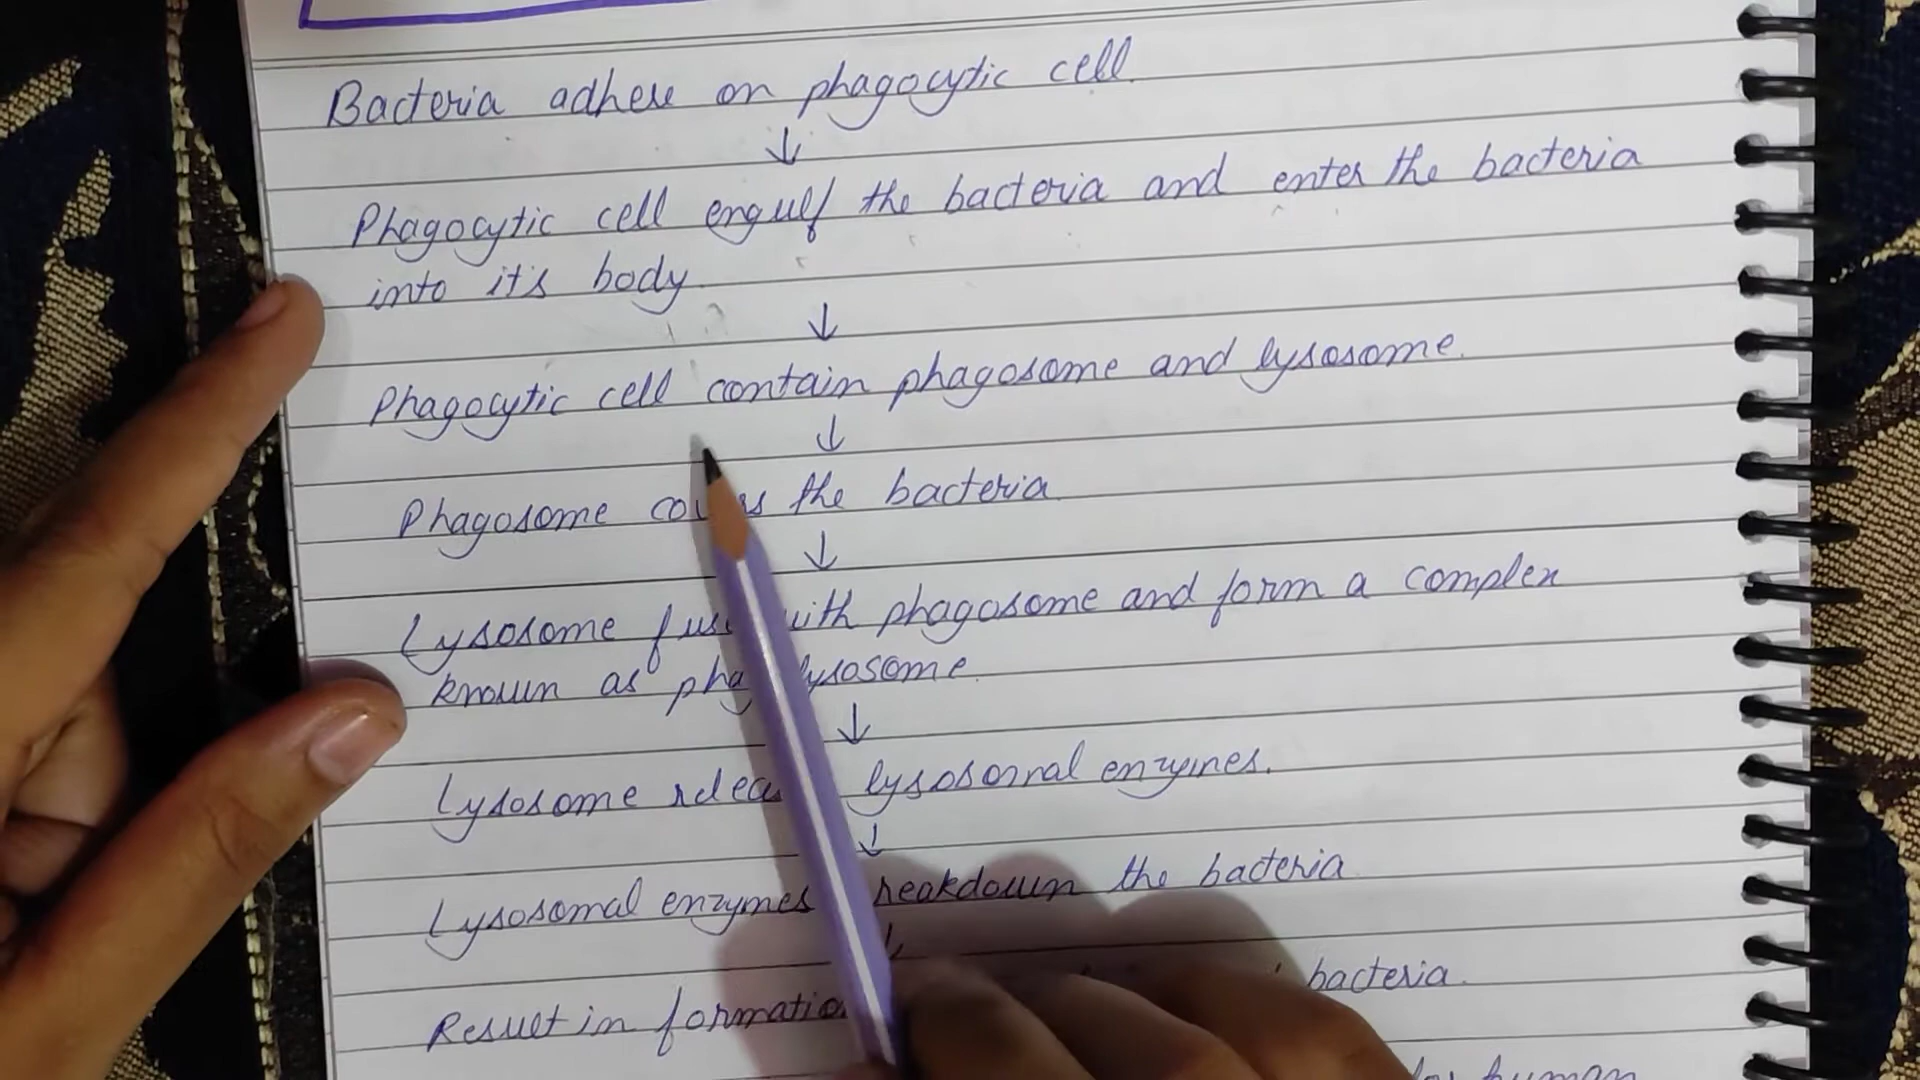 Bacteria adhere on phagocytic cell.
↓
Phagocytic cell engulf the bacteria and enter the bacteria
into it's body.
↓
Phagocytic cell contain phagosome and lysosome.
↓
Phagosome the bacteria
↓
Lysosome with phagosome and form a complex
known as
↓
Lysosome lysosomal enzymes.
↓
Lysosomal enzymes the bacteria
↓
Result in bacteria.
human